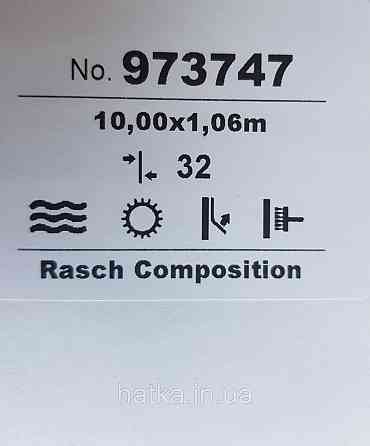 No. 973747
10,00x1,06m
32
Rasch Composition
hatka.in.ua